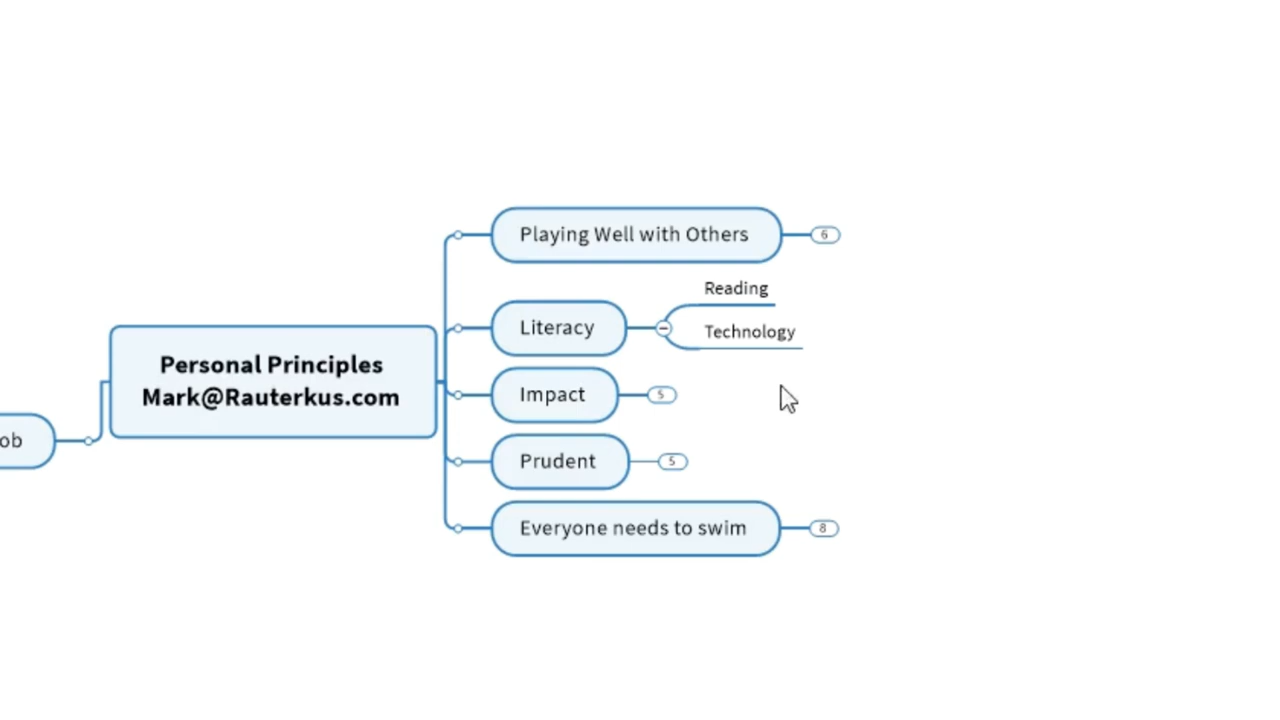 Playing Well with Others
6
Reading
Literacy
Technology
Personal Principles
Mark@Rauterkus.com
Impact
5
ob
Prudent
5
Everyone needs to swim
8